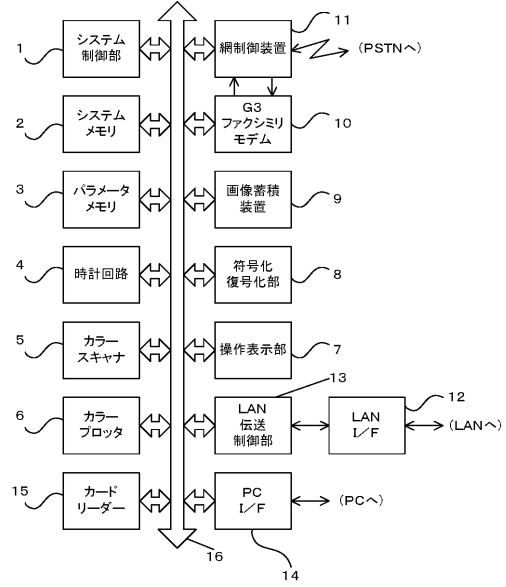 1
システム
制御部
網制御装置
11
(PSTNへ)
2
システム
メモリ
G3
ファクシミリ
モデム
10
3
パラメータ
メモリ
画像蓄積
装置
9
4
時計回路
符号化
復号化部
8
5
カラー
スキャナ
操作表示部
7
6
カラー
プロッタ
LAN
伝送
制御部
13
LAN
I/F
12
(LANへ)
15
カード
リーダー
PC
I/F
(PCへ)
16
14